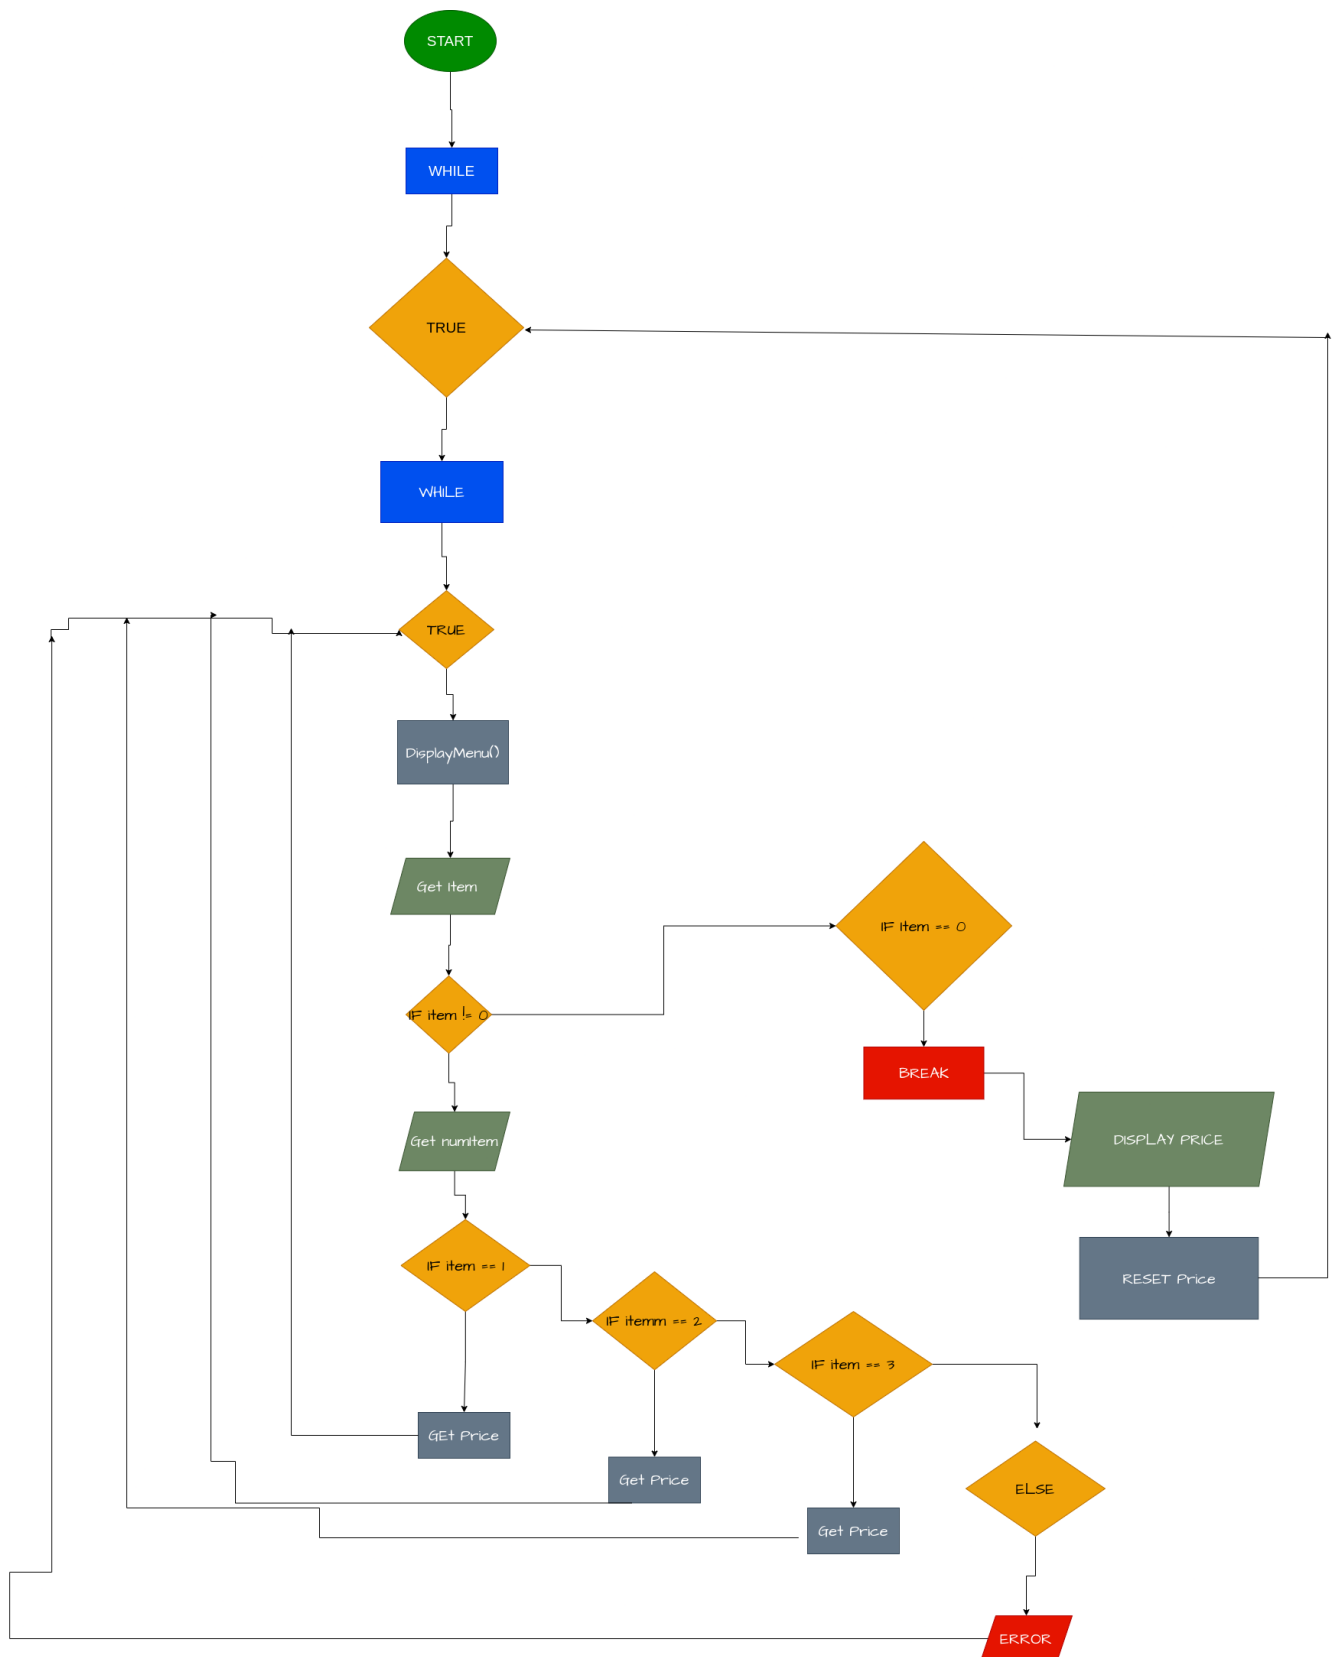 START
WHILE
TRUE
WHILE
TRUE
DisplayMenu()
Get Item
IF Item == 0
IF item != 0
BREAK
DISPLAY PRICE
Get numItem
IF item == 1
RESET Price
IF itemm == 2
IF item == 3
GEt Price
Get Price
ELSE
Get Price
ERROR